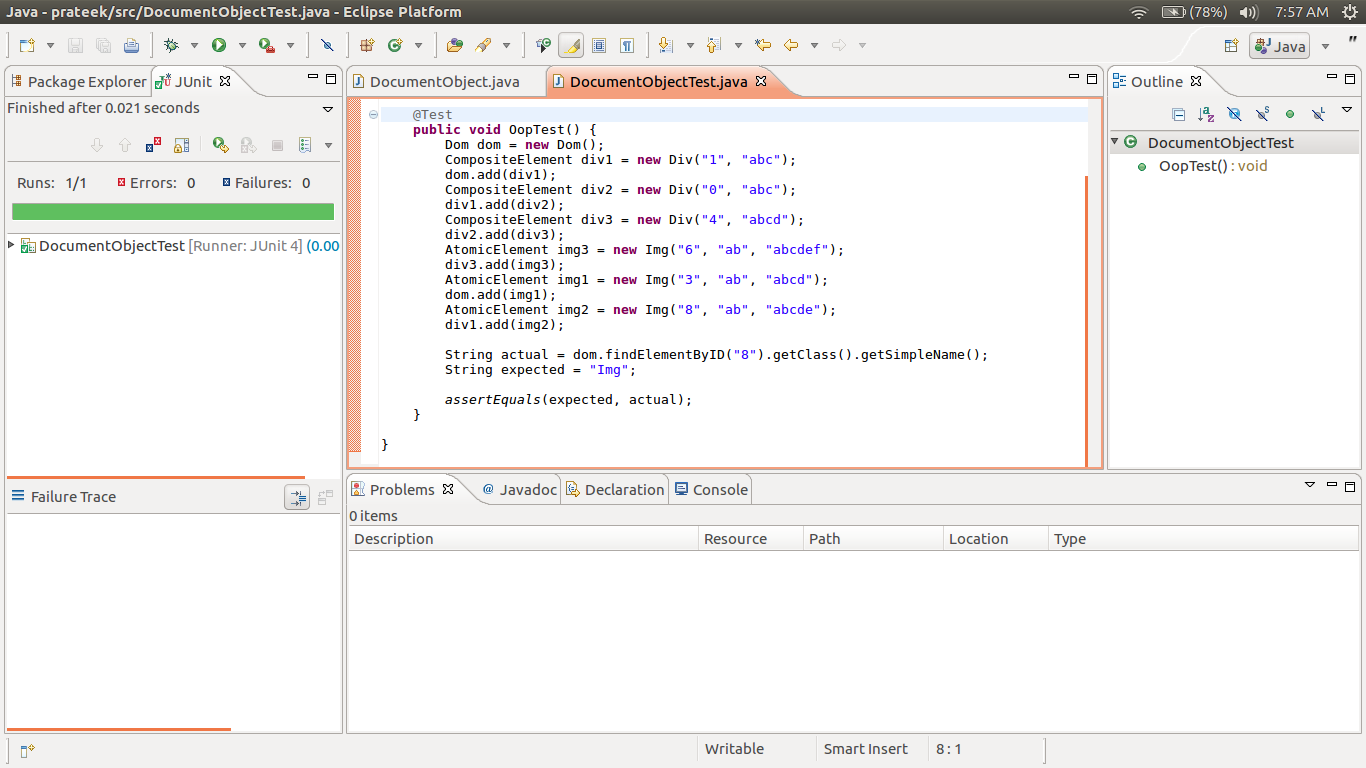 Java - prateek/src/DocumentObjectTest.java - Eclipse Platform
(78%)
7:57 AM
Java
"
Package Explorer
JUnit
Finished after 0.021 seconds
Runs: 1/1
Errors: 0
Failures: 0
DocumentObjectTest [Runner: JUnit 4] (0.00
Failure Trace
DocumentObject.java
DocumentObjectTest.java
@Test
public void OopTest() {
Dom dom = new Dom();
CompositeElement div1 = new Div("1", "abc");
dom.add(div1);
CompositeElement div2 = new Div("0", "abc");
div1.add(div2);
CompositeElement div3 = new Div("4", "abcd");
div2.add(div3);
AtomicElement img3 = new Img("6", "ab", "abcdef");
div3.add(img3);
AtomicElement img1 = new Img("3", "ab", "abcd");
dom.add(img1);
AtomicElement img2 = new Img("8", "ab", "abcde");
div1.add(img2);
String actual = dom.findElementByID("8").getClass().getSimpleName();
String expected = "Img";
assertEquals(expected, actual);
}
}
Outline
DocumentObjectTest
OopTest() : void
Problems
@ Javadoc
Declaration
Console
0 items
Description
Resource
Path
Location
Type
Writable
Smart Insert
8 : 1